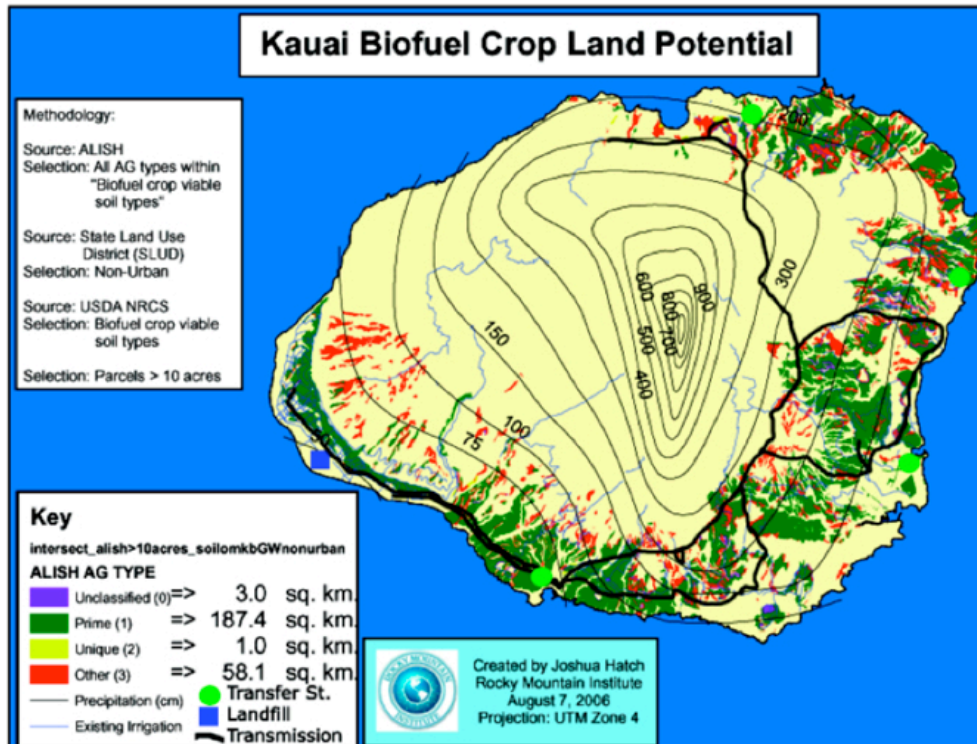 Kauai Biofuel Crop Land Potential
Methodology:
Source: ALISH
Selection: All AG types within
"Biofuel crop viable
soil types"
Source: State Land Use
District (SLUD)
Selection: Non-Urban
Source: USDA NRCS
Selection: Biofuel crop viable
soil types
Selection: Parcels > 10 acres
200
300
600
900
800
700
500
400
150
100
75
50
Key
intersect_alish>10acres_soilomkbGWnonurban
ALISH AG TYPE
Unclassified (0) => 3.0 sq. km.
Prime (1) => 187.4 sq. km.
Unique (2) => 1.0 sq. km.
Other (3) => 58.1 sq. km.
Precipitation (cm)
Existing Irrigation
Transfer St.
Landfill
Transmission
ROCKY MOUNTAIN
INSTITUTE
Created by Joshua Hatch
Rocky Mountain Institute
August 7, 2006
Projection: UTM Zone 4